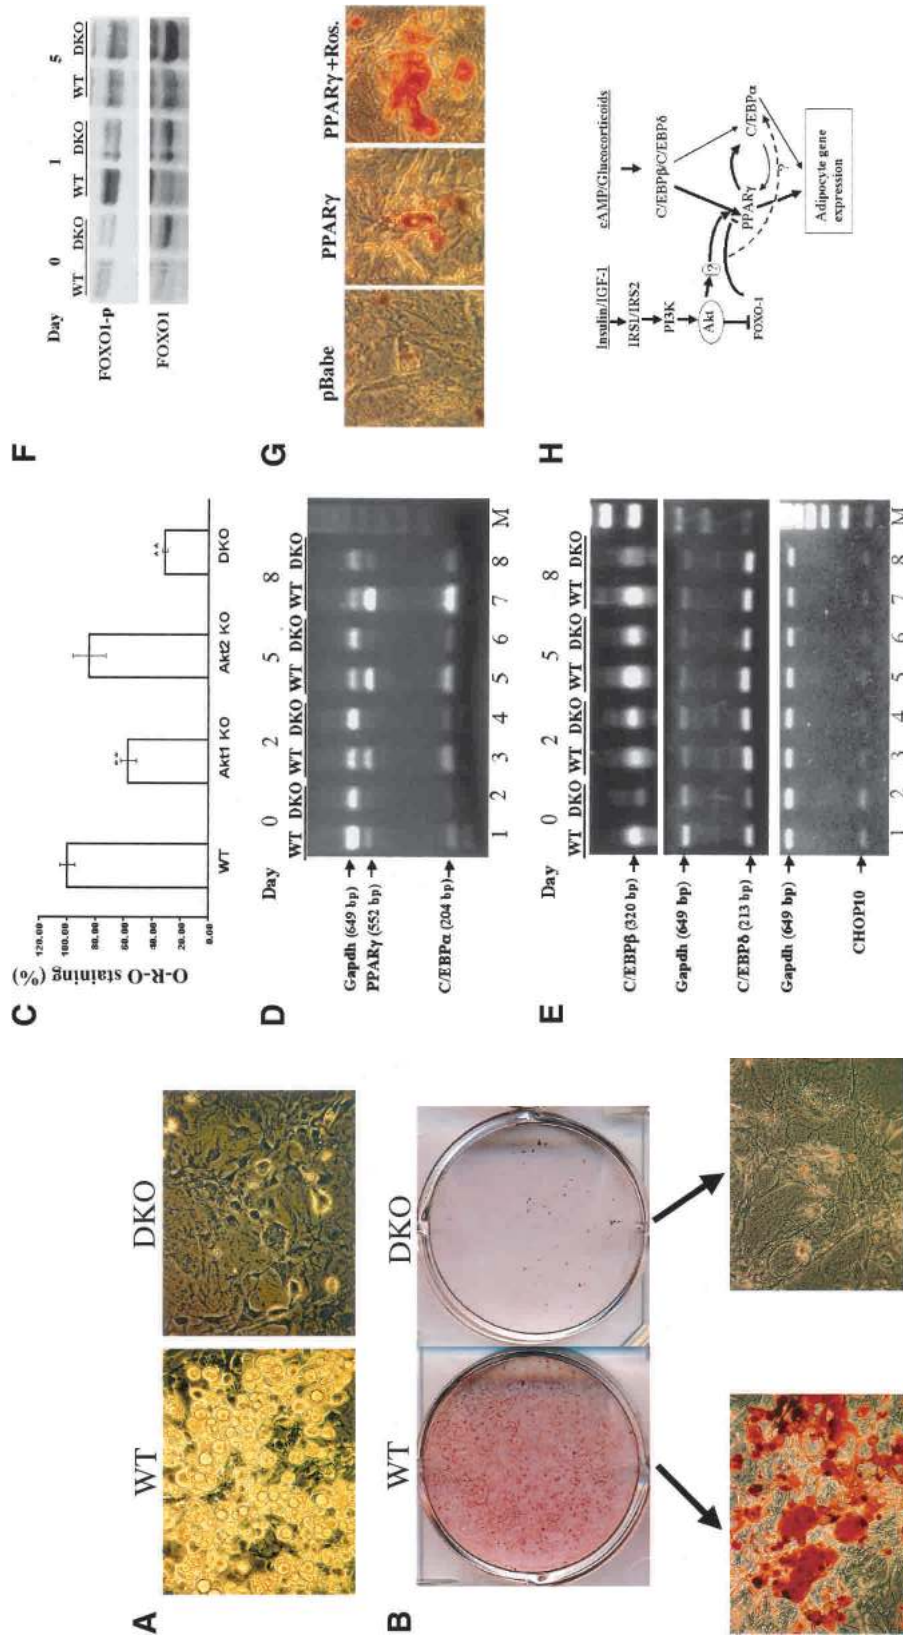 A
WT
DKO
B
WT
DKO
C
O-R-O staining (%)
120.00
100.00
80.00
60.00
40.00
20.00
0.00
**
**
WT
Akt1 KO
Akt2 KO
DKO
D
Day
0
2
5
8
WT DKO WT DKO WT DKO WT DKO
Gapdh (649 bp)
PPARγ (552 bp)
C/EBPα (204 bp)
1 2 3 4 5 6 7 8 M
E
Day
0
2
5
8
WT DKO WT DKO WT DKO WT DKO
C/EBPβ (320 bp)
Gapdh (649 bp)
C/EBPδ (213 bp)
Gapdh (649 bp)
CHOP10
1 2 3 4 5 6 7 8 M
F
Day
0
1
5
WT DKO WT DKO WT DKO
FOXO1-p
FOXO1
G
pBabe
PPARγ
PPARγ+Ros.
H
Insulin/IGF-1
cAMP/Glucocorticoids
IRS1/IRS2
C/EBPβ/C/EBPδ
PI3K
Akt
?
PPARγ
C/EBPα
?
FOXO-1
Adipocyte gene
expression